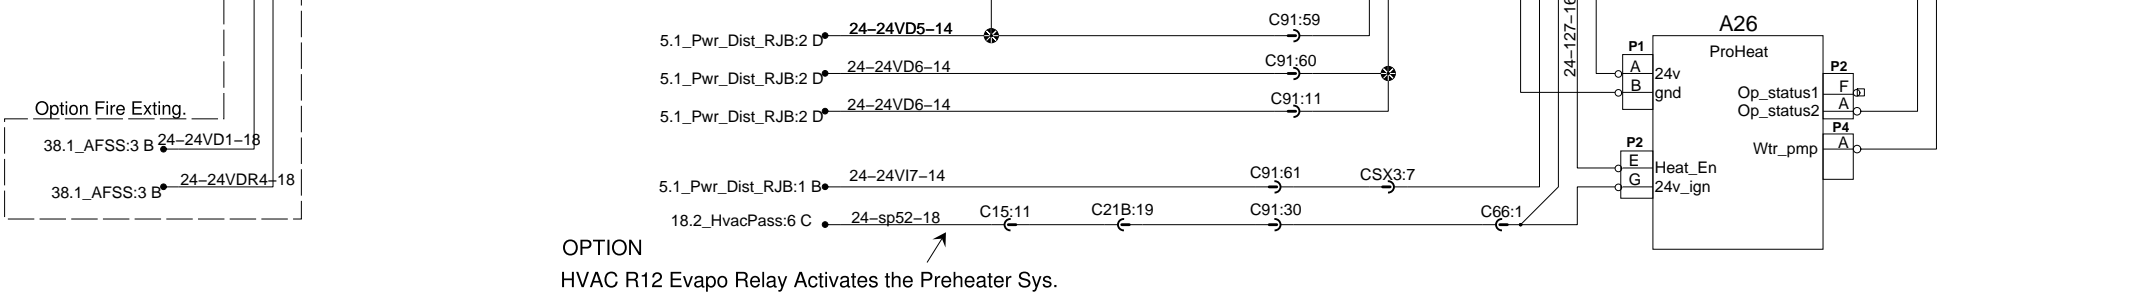 Option Fire Exting.
38.1_AFSS:3 B
24-24VD1-18
38.1_AFSS:3 B
24-24VDR4-18
5.1_Pwr_Dist_RJB:2 D
24-24VD5-14
C91:59
5.1_Pwr_Dist_RJB:2 D
24-24VD6-14
C91:60
5.1_Pwr_Dist_RJB:2 D
24-24VD6-14
C91:11
5.1_Pwr_Dist_RJB:1 B
24-24VI7-14
C91:61
CSX3:7
18.2_HvacPass:6 C
24-sp52-18
C15:11
C21B:19
C91:30
C66:1
OPTION
HVAC R12 Evapo Relay Activates the Preheater Sys.
A26
ProHeat
P1
A
24v
B
gnd
P2
E
Heat_En
G
24v_ign
P2
Op_status1
F
Op_status2
A
P4
Wtr_pmp
A